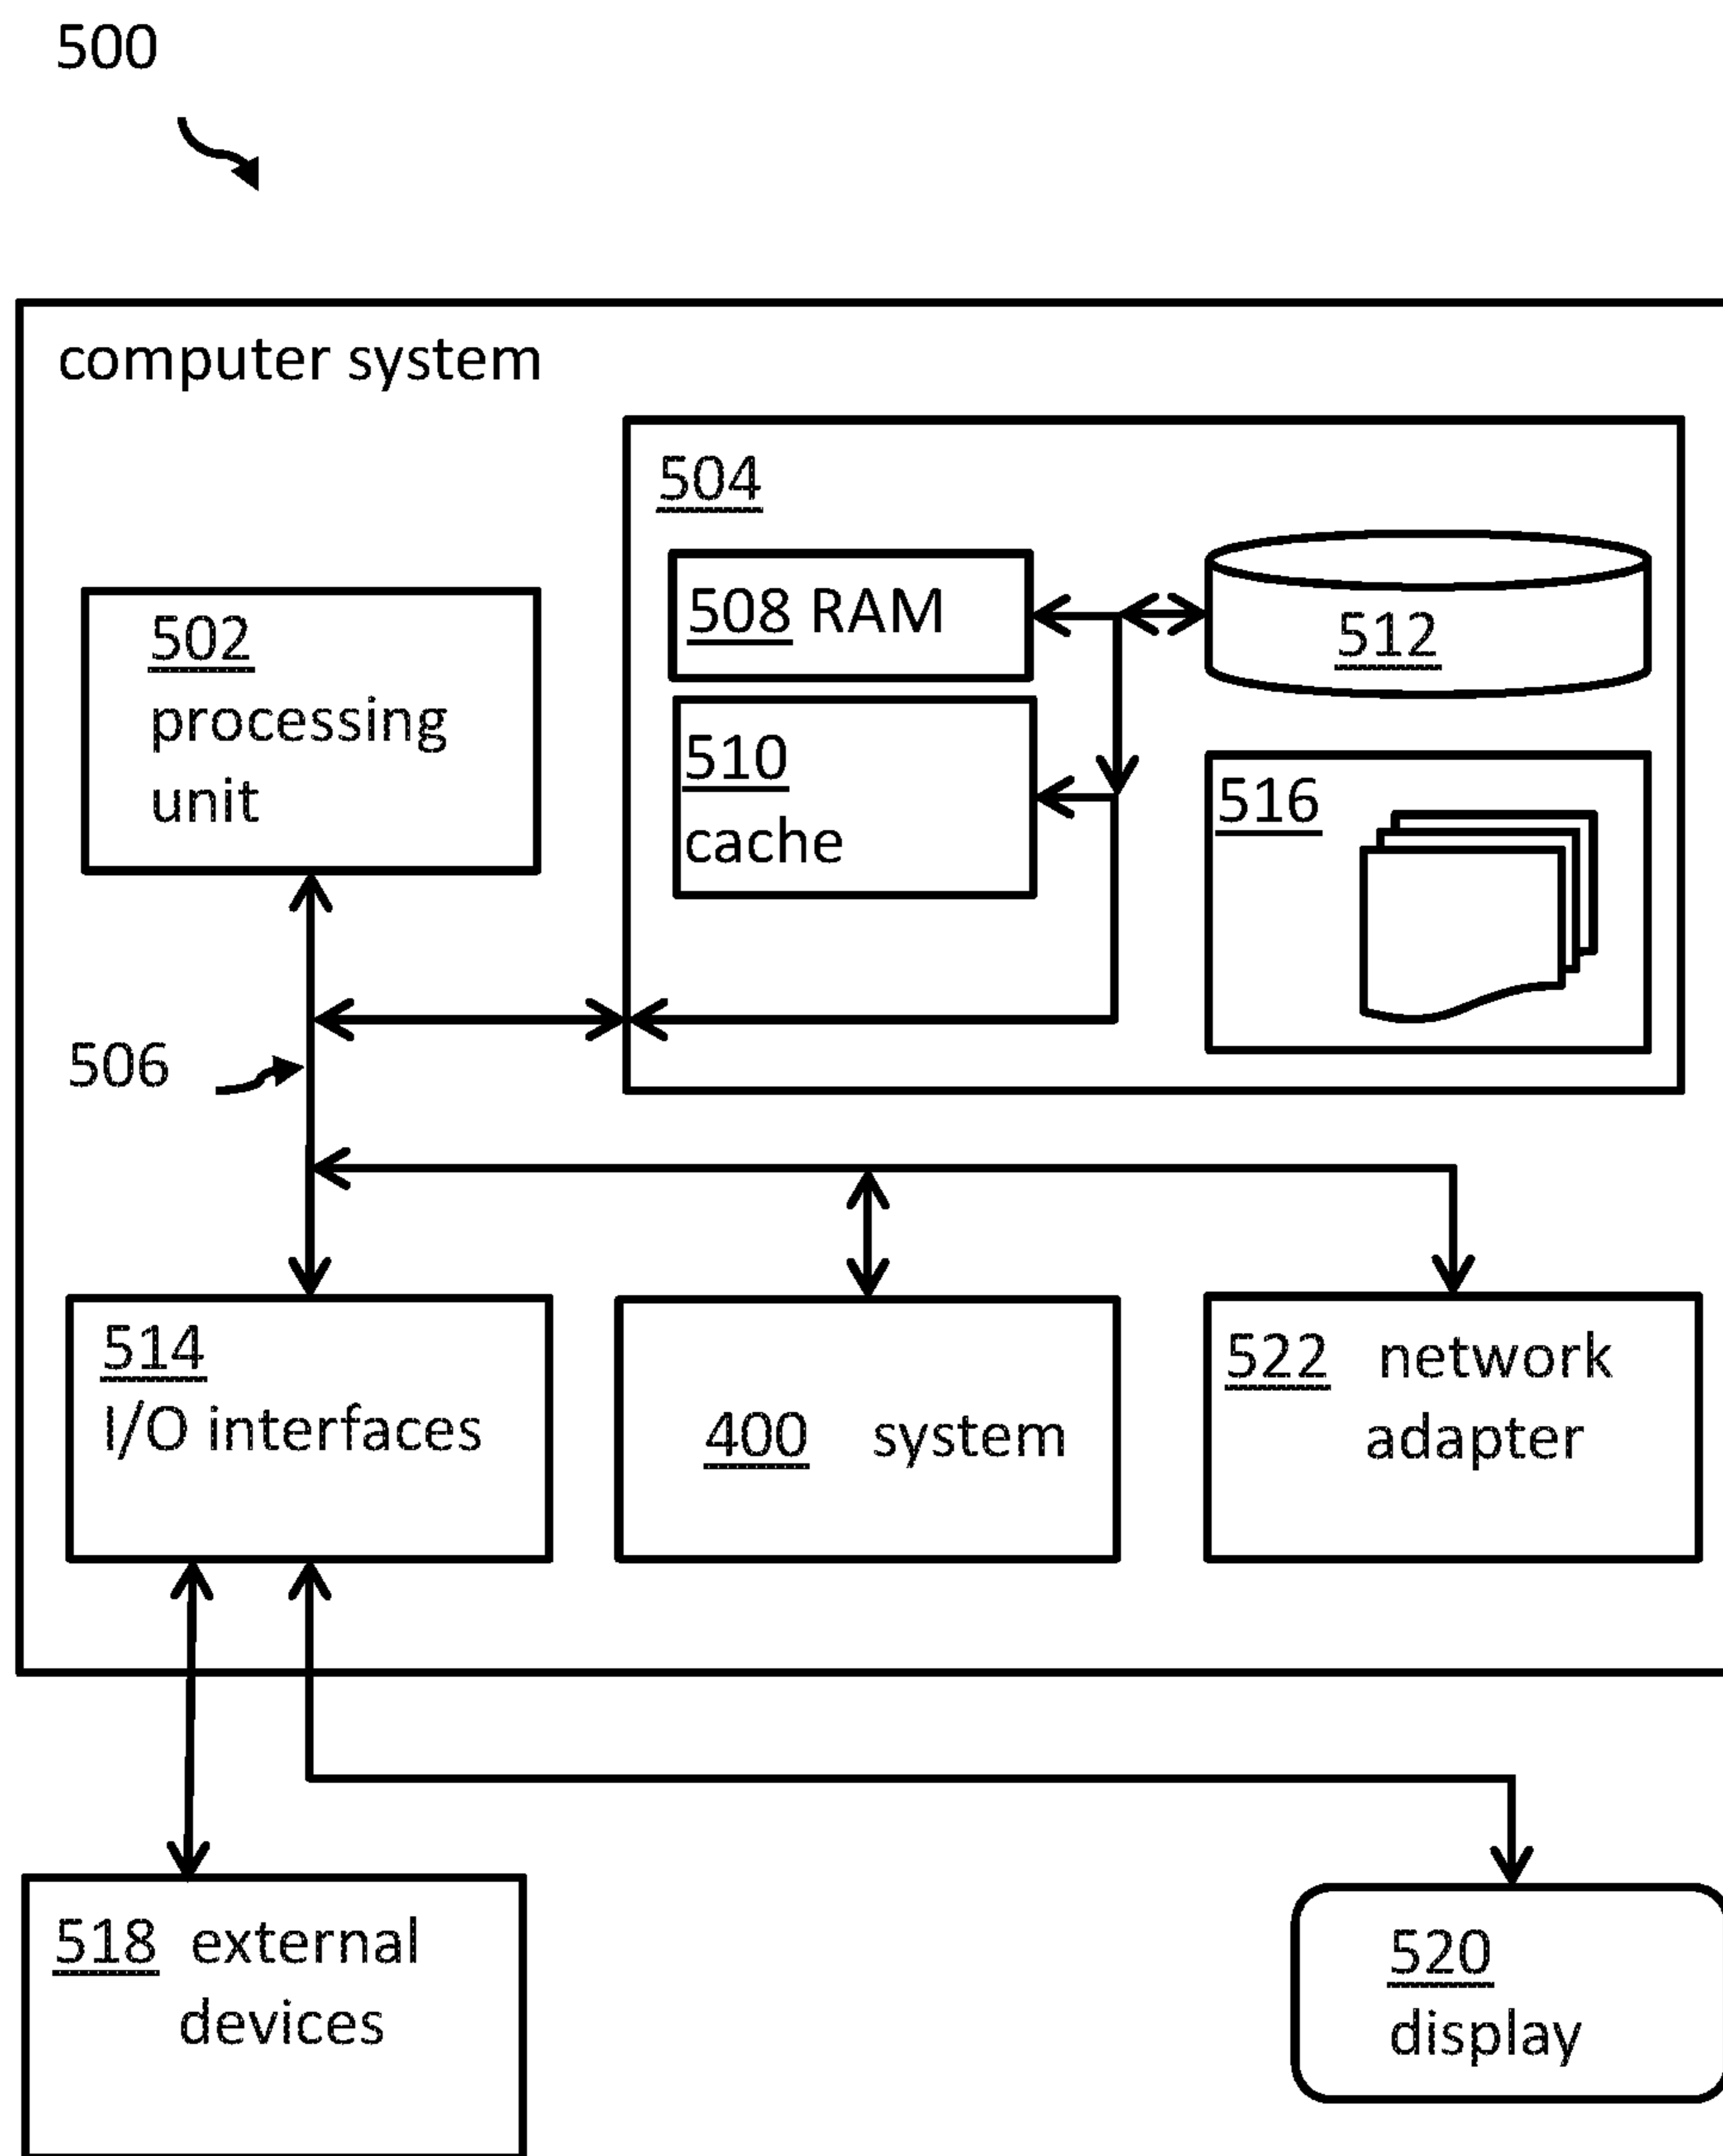 500
computer system
504
508 RAM
512
502
processing
unit
510
cache
516
506
514
I/O interfaces
400 system
522 network
adapter
518 external
devices
520
display